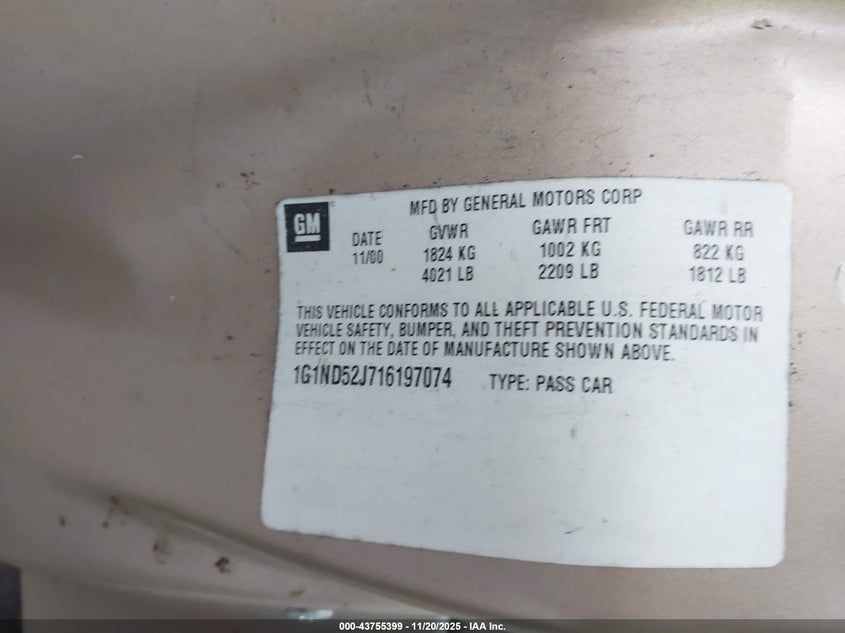 GM
MFD BY GENERAL MOTORS CORP
DATE GVWR GAWR FRT GAWR RR
11/00 1824 KG 1002 KG 822 KG
4021 LB 2209 LB 1812 LB
THIS VEHICLE CONFORMS TO ALL APPLICABLE U.S. FEDERAL MOTOR
VEHICLE SAFETY, BUMPER, AND THEFT PREVENTION STANDARDS IN
EFFECT ON THE DATE OF MANUFACTURE SHOWN ABOVE.
1G1ND52J716197074 TYPE: PASS CAR
000-43755399 - 11/20/2025 - IAA Inc.